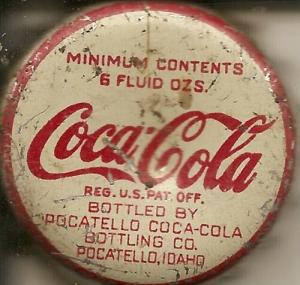 MINIMUM CONTENTS
6 FLUID OZS.
Coca-Cola
REG. U.S. PAT. OFF.
BOTTLED BY
POCATELLO COCA-COLA
BOTTLING CO.
POCATELLO, IDAHO